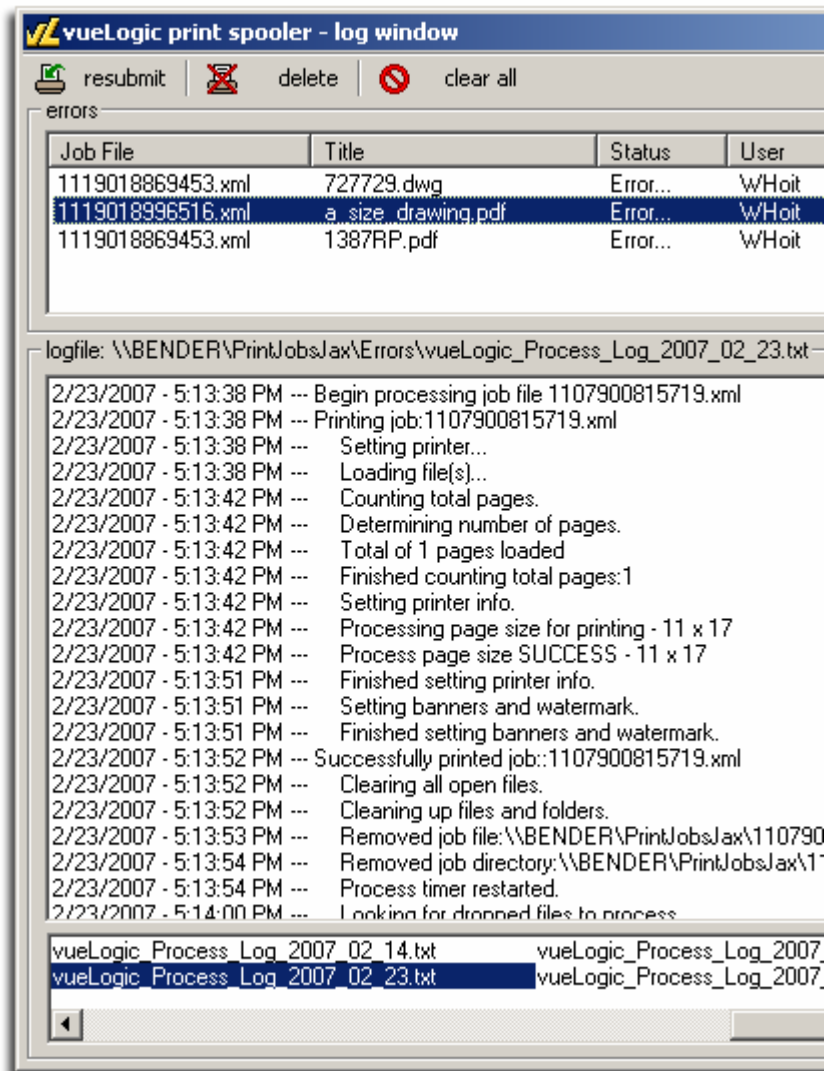 vueLogic print spooler - log window
resubmit delete clear all
errors
Job File Title Status User
1119018869453.xml 727729.dwg Error... WHoit
1119018996516.xml a_size_drawing.pdf Error... WHoit
1119018869453.xml 1387RP.pdf Error... WHoit
logfile: \\BENDER\PrintJobsJax\Errors\vueLogic_Process_Log_2007_02_23.txt
2/23/2007 - 5:13:38 PM --- Begin processing job file 1107900815719.xml
2/23/2007 - 5:13:38 PM --- Printing job:1107900815719.xml
2/23/2007 - 5:13:38 PM --- Setting printer...
2/23/2007 - 5:13:38 PM --- Loading file(s)...
2/23/2007 - 5:13:42 PM --- Counting total pages.
2/23/2007 - 5:13:42 PM --- Determining number of pages.
2/23/2007 - 5:13:42 PM --- Total of 1 pages loaded
2/23/2007 - 5:13:42 PM --- Finished counting total pages:1
2/23/2007 - 5:13:42 PM --- Setting printer info.
2/23/2007 - 5:13:42 PM --- Processing page size for printing - 11 x 17
2/23/2007 - 5:13:42 PM --- Process page size SUCCESS - 11 x 17
2/23/2007 - 5:13:51 PM --- Finished setting printer info.
2/23/2007 - 5:13:51 PM --- Setting banners and watermark.
2/23/2007 - 5:13:51 PM --- Finished setting banners and watermark.
2/23/2007 - 5:13:52 PM --- Successfully printed job::1107900815719.xml
2/23/2007 - 5:13:52 PM --- Clearing all open files.
2/23/2007 - 5:13:52 PM --- Cleaning up files and folders.
2/23/2007 - 5:13:53 PM --- Removed job file:\\BENDER\PrintJobsJax\110790
2/23/2007 - 5:13:54 PM --- Removed job directory:\\BENDER\PrintJobsJax\11
2/23/2007 - 5:13:54 PM --- Process timer restarted.
2/23/2007 - 5:14:00 PM --- Looking for dropped files to process
vueLogic_Process_Log_2007_02_14.txt vueLogic_Process_Log_2007_
vueLogic_Process_Log_2007_02_23.txt vueLogic_Process_Log_2007_